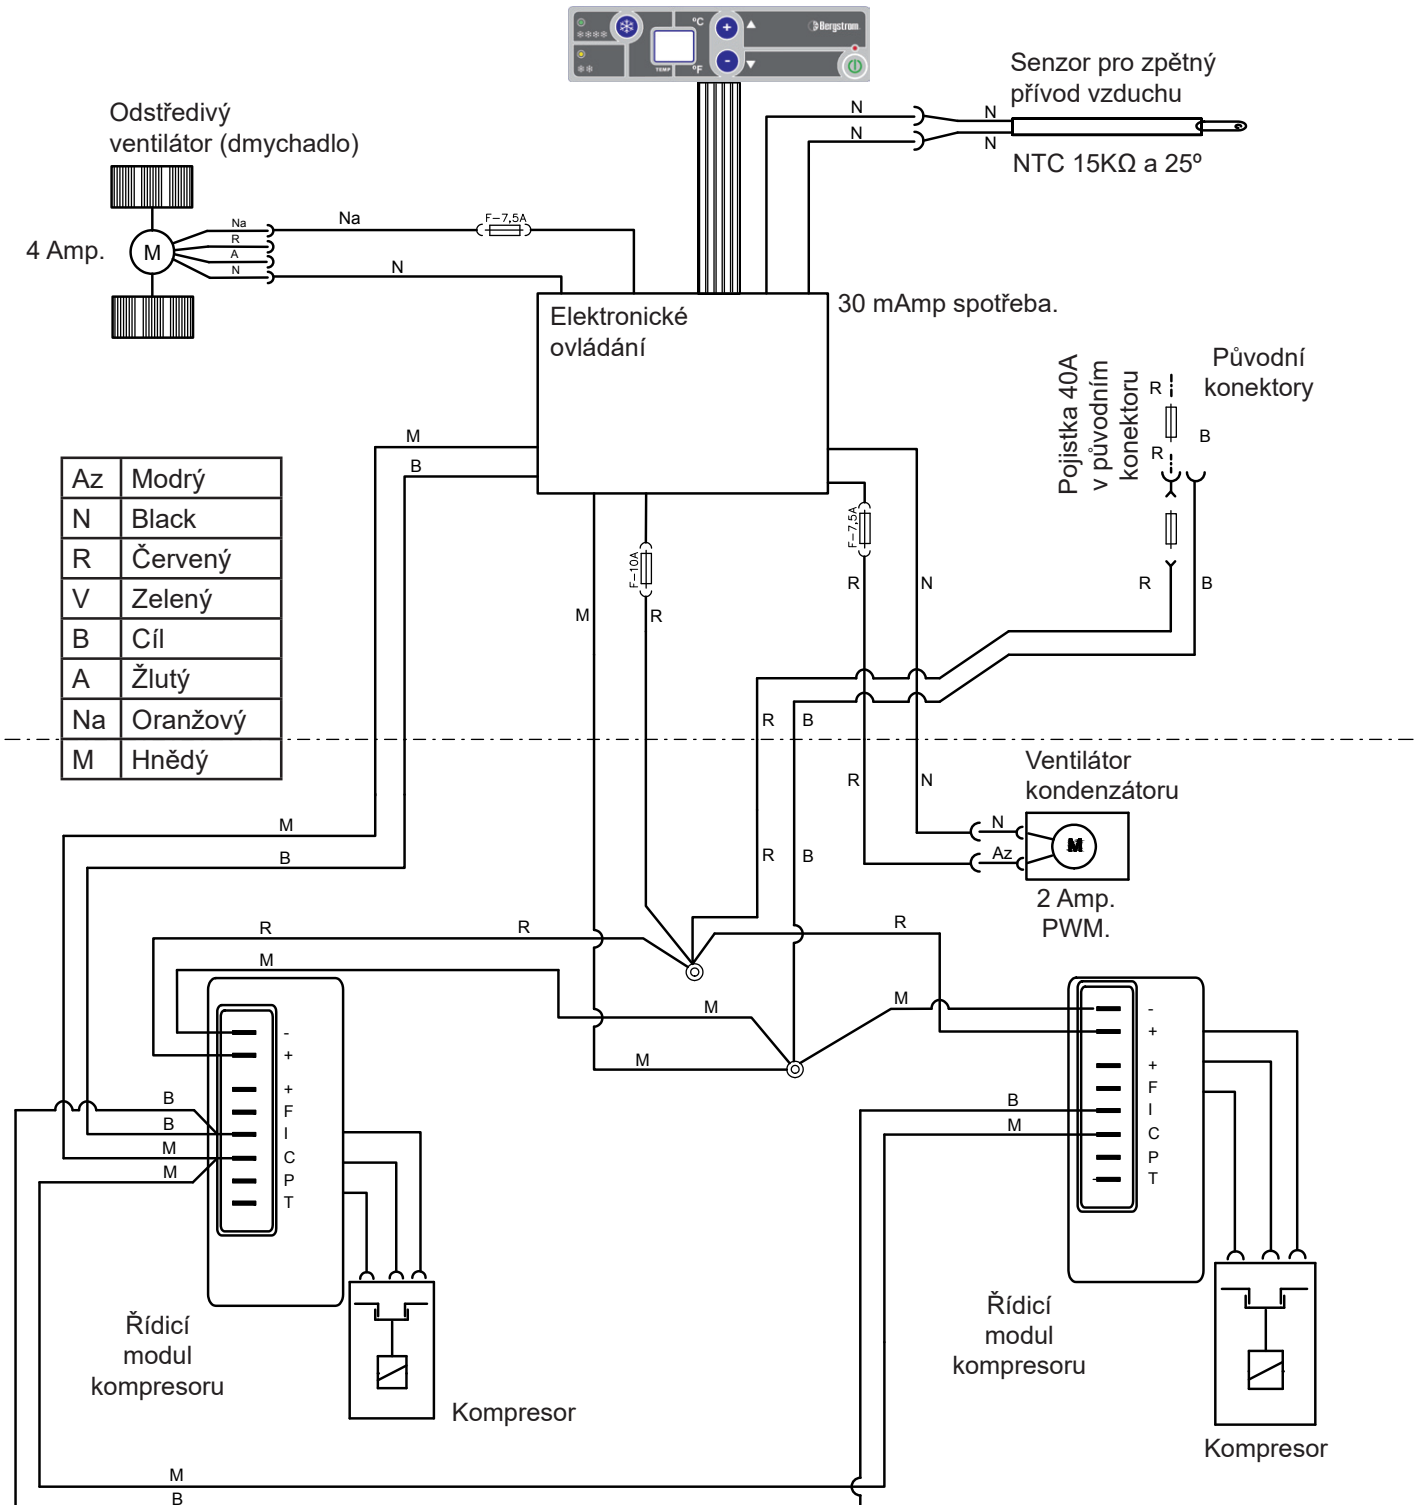 °C
Bergstrom
TEMP
°F
+
-
Senzor pro zpětný
přívod vzduchu
N
N
N
N
NTC 15KΩ a 25º
Odstředivý
ventilátor (dmychadlo)
4 Amp.
M
Na
R
A
N
Na
F-7,5A
N
Elektronické
ovládání
30 mAmp spotřeba.
Pojistka 40A
v původním
konektoru
Původní
konektory
R
R
B
M
B
Az Modrý
N Black
R Červený
V Zelený
B Cíl
A Žlutý
Na Oranžový
M Hnědý
F-10A
F-7,5A
M
R
R
N
R
B
R
B
R
N
Ventilátor
kondenzátoru
N
Az
M
2 Amp.
PWM.
M
B
R
B
R
R
M
R
M
M
M
-
+
+
F
I
C
P
T
B
B
M
M
-
+
+
F
I
C
P
T
B
M
Řídicí
modul
kompresoru
Kompresor
Řídicí
modul
kompresoru
Kompresor
M
B